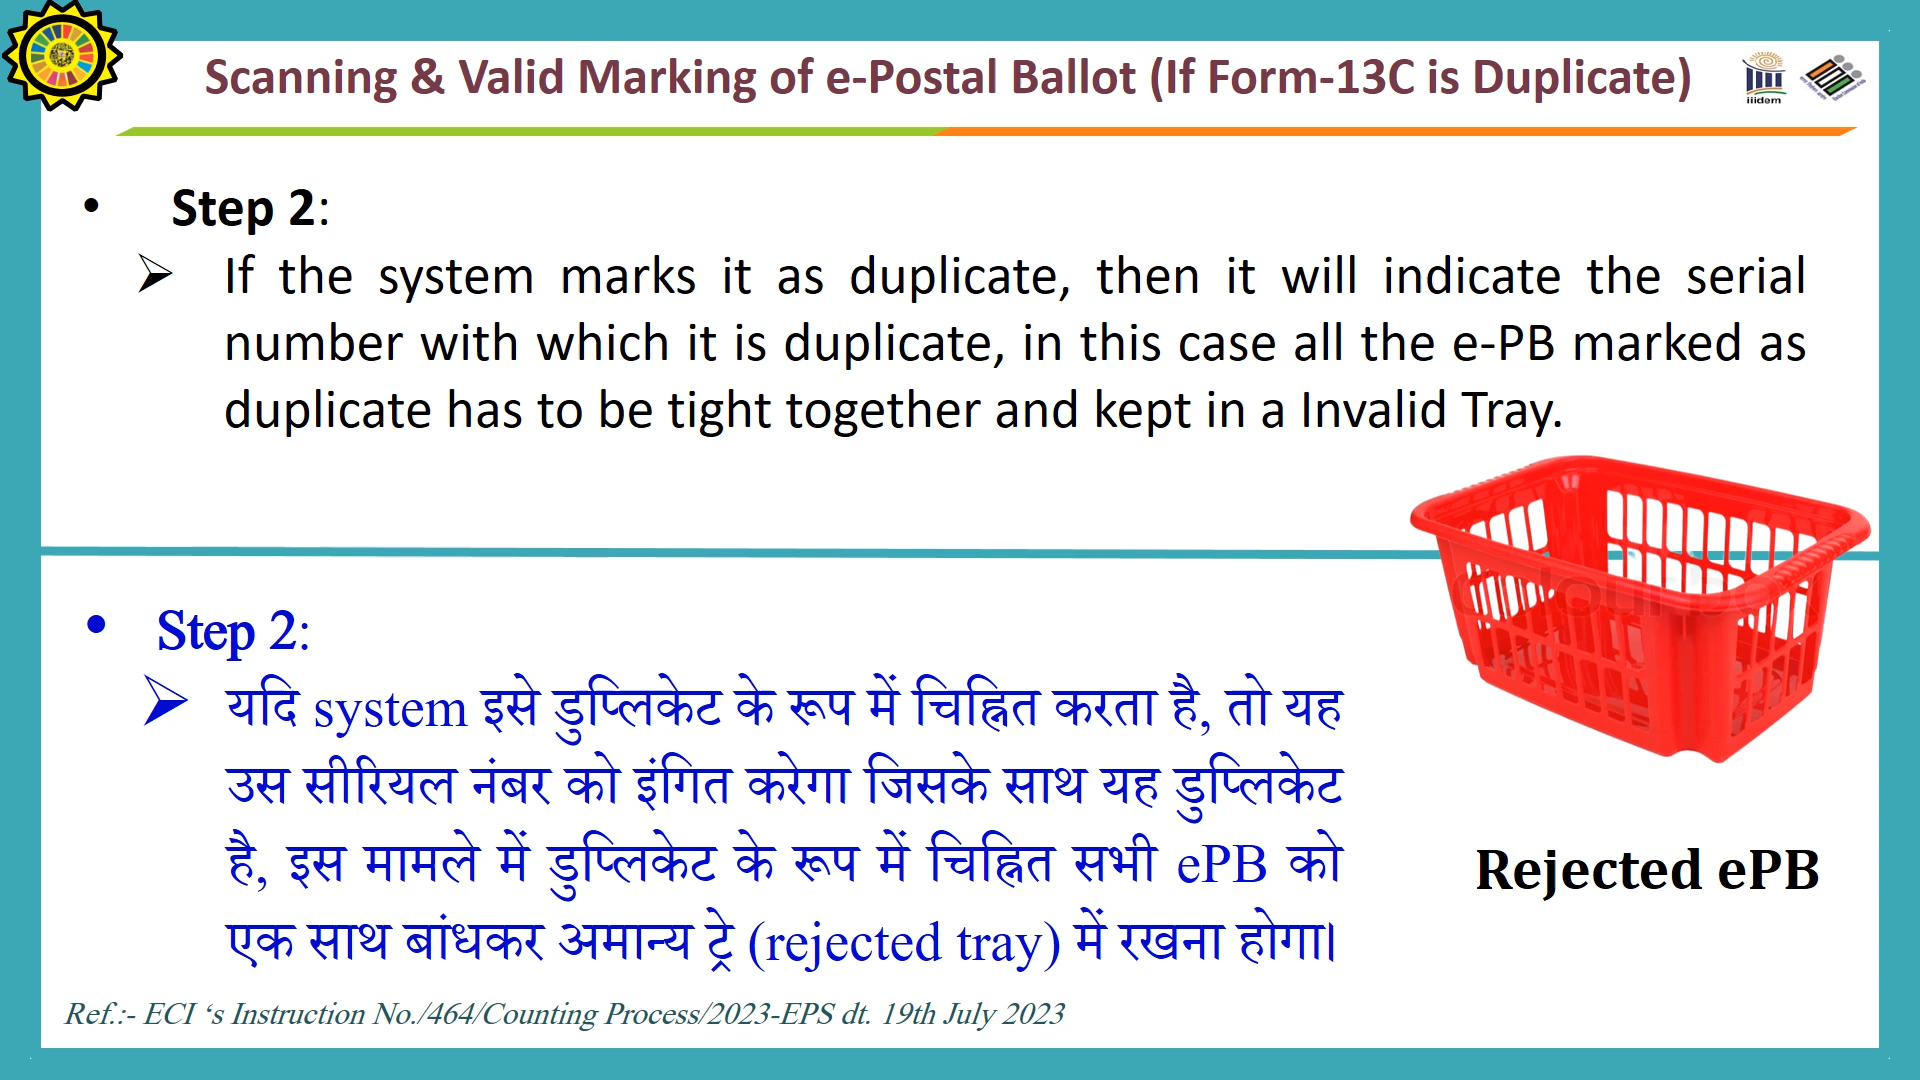 Scanning & Valid Marking of e-Postal Ballot (If Form-13C is Duplicate)
iiidem
• Step 2:
➢ If the system marks it as duplicate, then it will indicate the serial
number with which it is duplicate, in this case all the e-PB marked as
duplicate has to be tight together and kept in a Invalid Tray.
• Step 2:
➢ यदि system इसे डुप्लिकेट के रूप में चिह्नित करता है, तो यह
उस सीरियल नंबर को इंगित करेगा जिसके साथ यह डुप्लिकेट
है, इस मामले में डुप्लिकेट के रूप में चिह्नित सभी ePB को
एक साथ बांधकर अमान्य ट्रे (rejected tray) में रखना होगा।
Rejected ePB
Ref.:- ECI ‘s Instruction No./464/Counting Process/2023-EPS dt. 19th July 2023